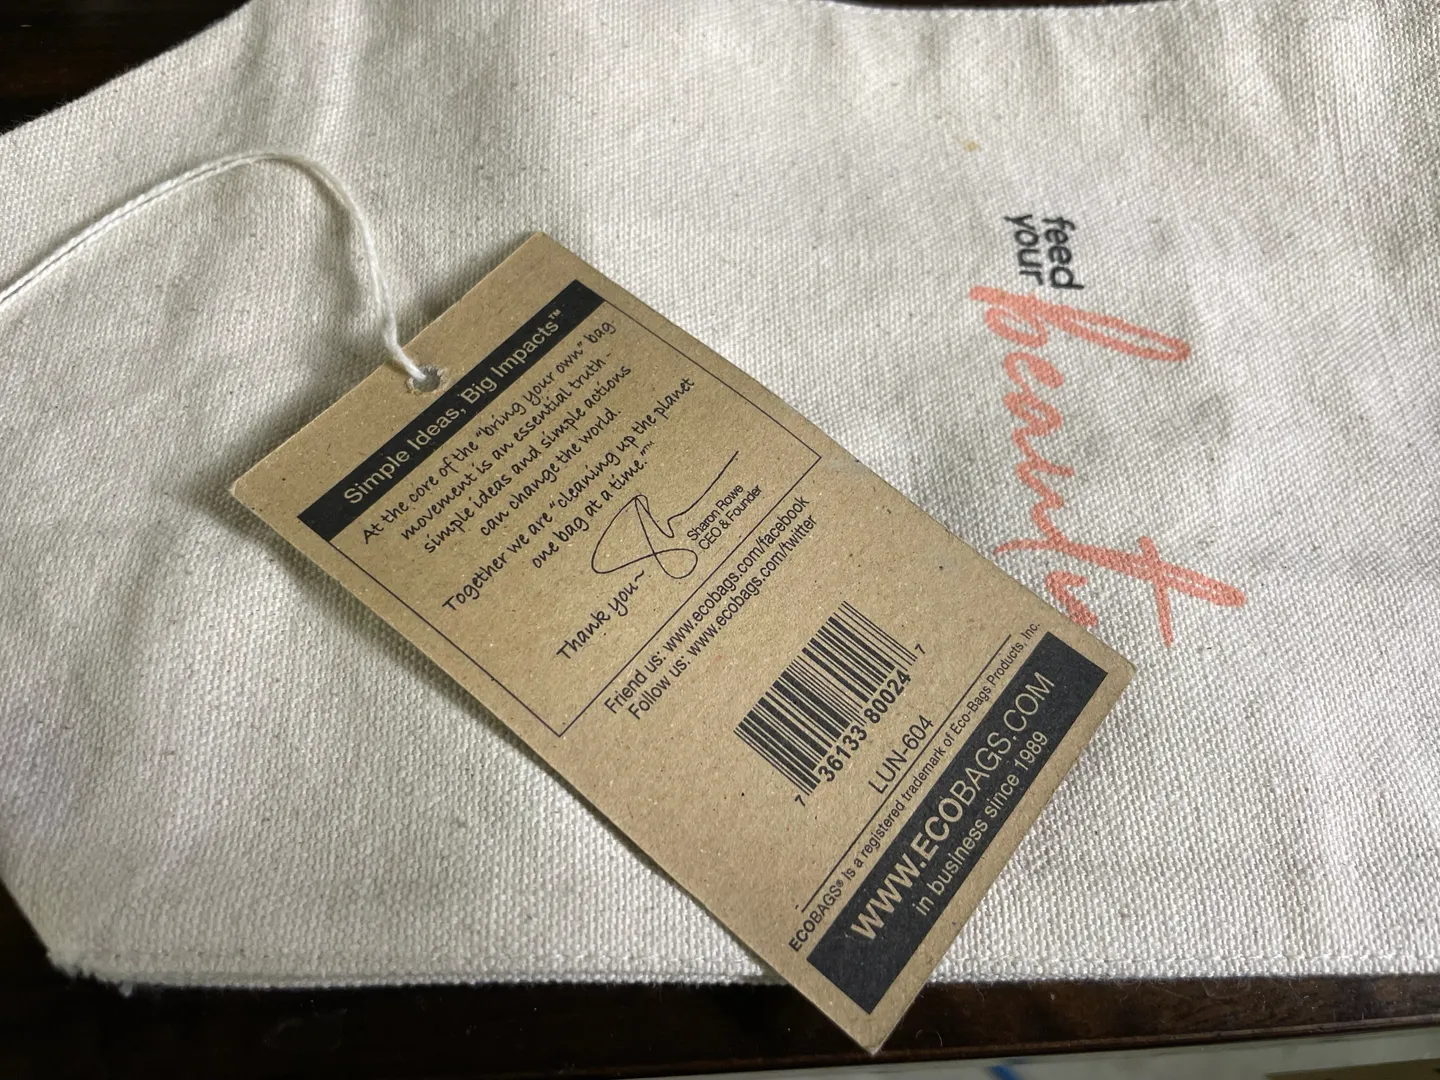 Simple Ideas, Big Impacts™
At the core of the "bring your own" bag
movement is an essential truth -
simple ideas and simple actions
can change the world.
Together we are "cleaning up the planet
one bag at a time."™
Thank you~
Sharon Rowe
CEO & Founder
Friend us: www.ecobags.com/facebook
Follow us: www.ecobags.com/twitter
7 36133 80024 7
LUN-604
ECOBAGS® is a registered trademark of Eco-Bags Products, Inc.
WWW.ECOBAGS.COM
in business since 1989
feed
your
heart